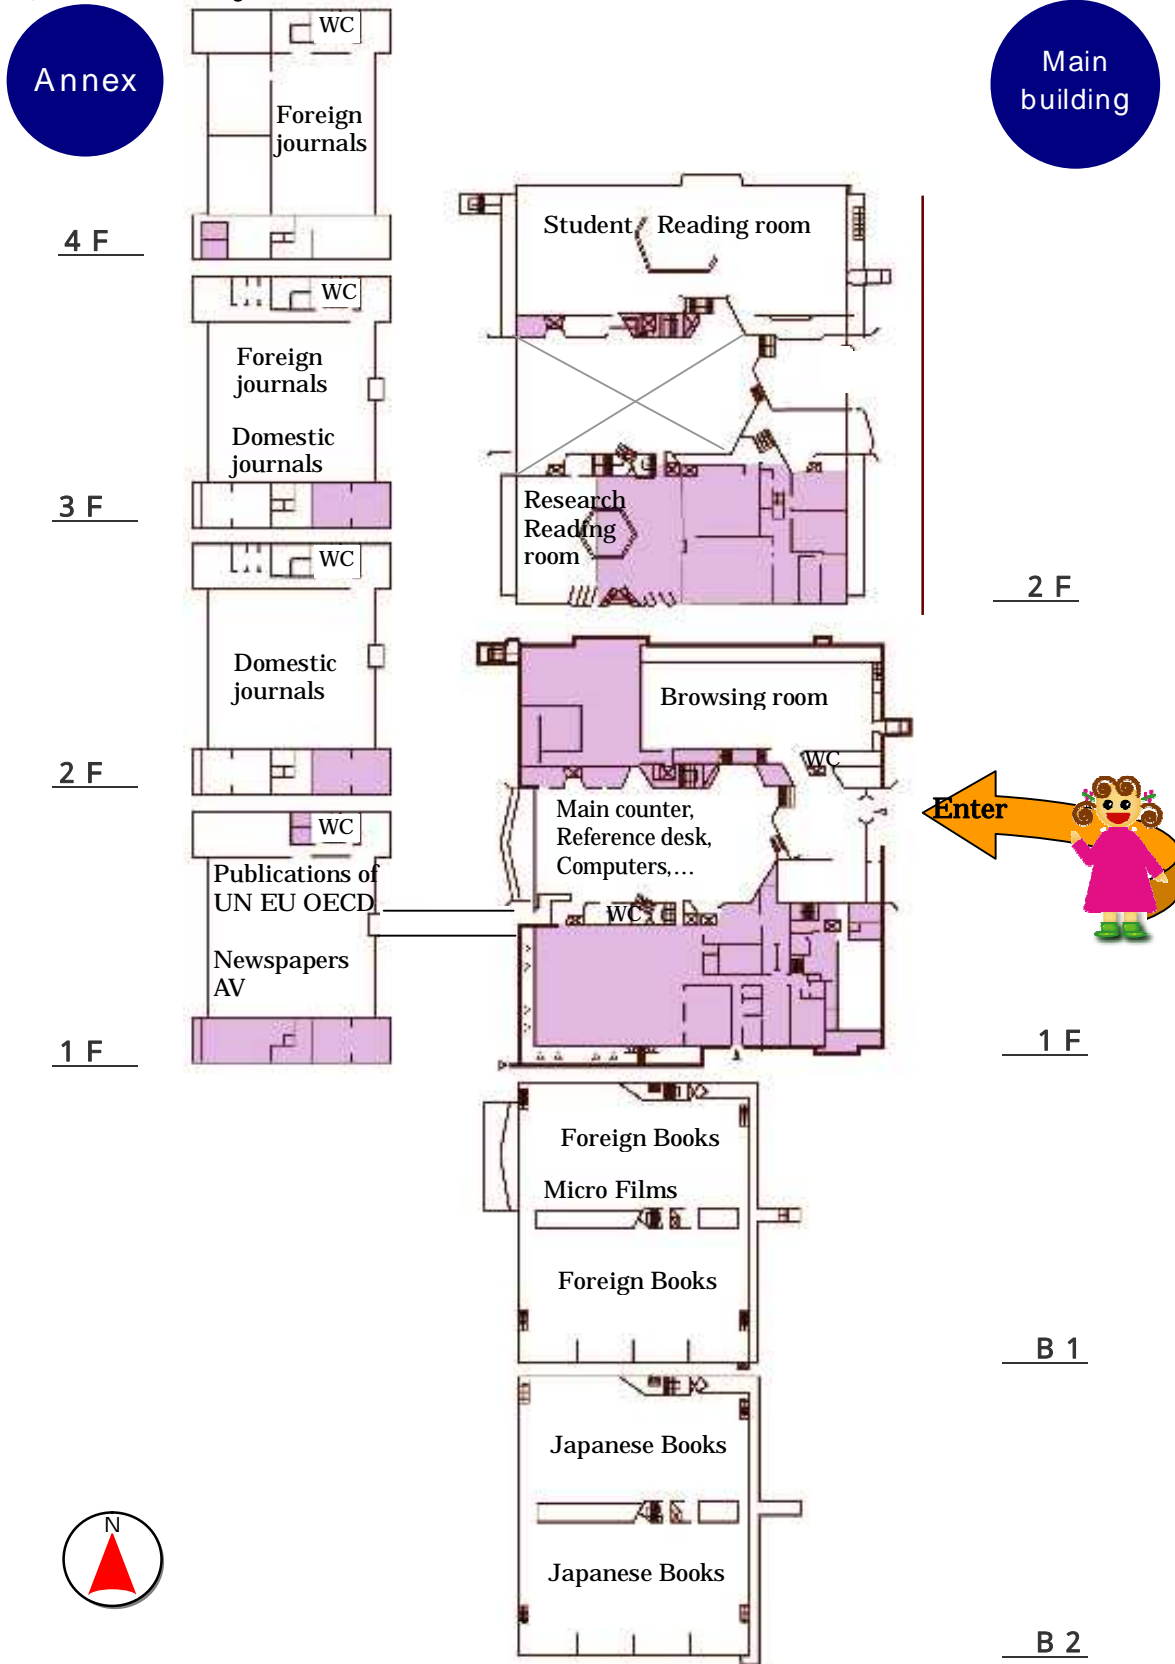 Annex
Main
building
WC
Foreign
journals
4 F
WC
Foreign
journals
Domestic
journals
3 F
WC
Domestic
journals
2 F
WC
Publications of
UN EU OECD
Newspapers
AV
1 F
Student Reading room
Research
Reading
room
2 F
Browsing room
WC
Main counter,
Reference desk,
Computers,...
WC
Enter
1 F
Foreign Books
Micro Films
Foreign Books
B 1
Japanese Books
Japanese Books
B 2
N